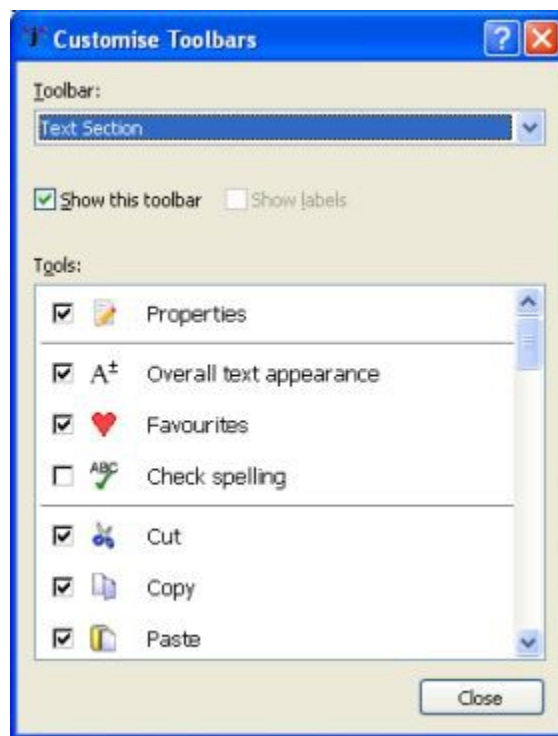 Customise Toolbars
Toolbar:
Text Section
Show this toolbar Show labels
Tools:
Properties
A± Overall text appearance
Favourites
ABC Check spelling
Cut
Copy
Paste
Close